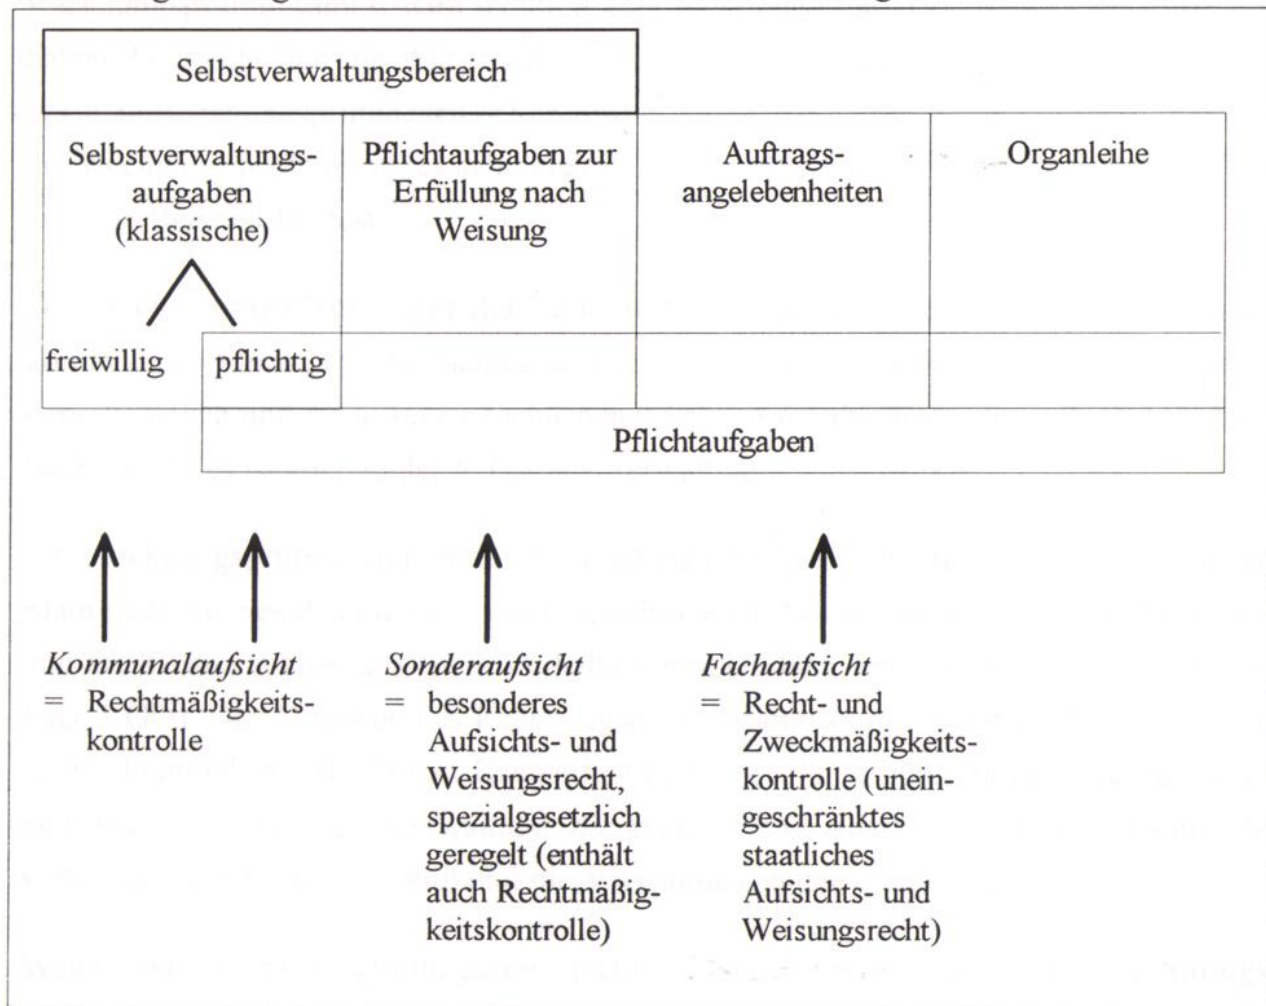 Selbstverwaltungsbereich
Selbstverwaltungs-
aufgaben
(klassische)
Pflichtaufgaben zur
Erfüllung nach
Weisung
Auftrags-
angelebenheiten
Organleihe
freiwillig
pflichtig
Pflichtaufgaben
Kommunalaufsicht
= Rechtmäßigkeits-
kontrolle
Sonderaufsicht
= besonderes
Aufsichts- und
Weisungsrecht,
spezialgesetzlich
geregelt (enthält
auch Rechtmäßig-
keitskontrolle)
Fachaufsicht
= Recht- und
Zweckmäßigkeits-
kontrolle (unein-
geschränktes
staatliches
Aufsichts- und
Weisungsrecht)